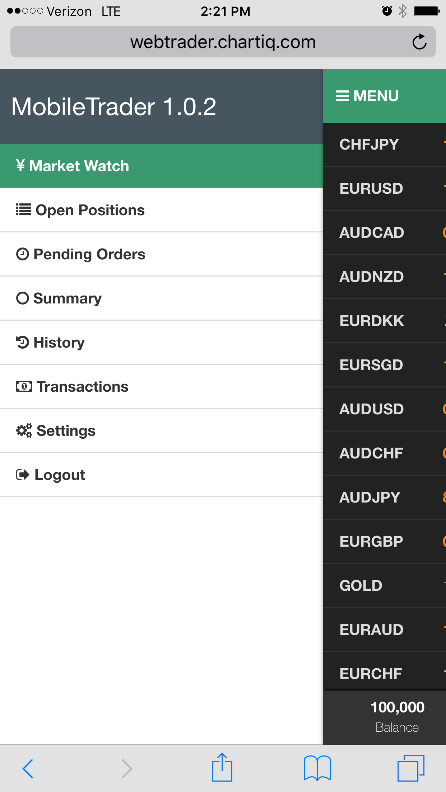 Verizon LTE 2:21 PM
webtrader.chartiq.com
MobileTrader 1.0.2
¥ Market Watch
Open Positions
Pending Orders
Summary
History
Transactions
Settings
Logout
MENU
CHFJPY
EURUSD
AUDCAD
AUDNZD
EURDKK
EURSGD
AUDUSD
AUDCHF
AUDJPY
EURGBP
GOLD
EURAUD
EURCHF
100,000
Balance